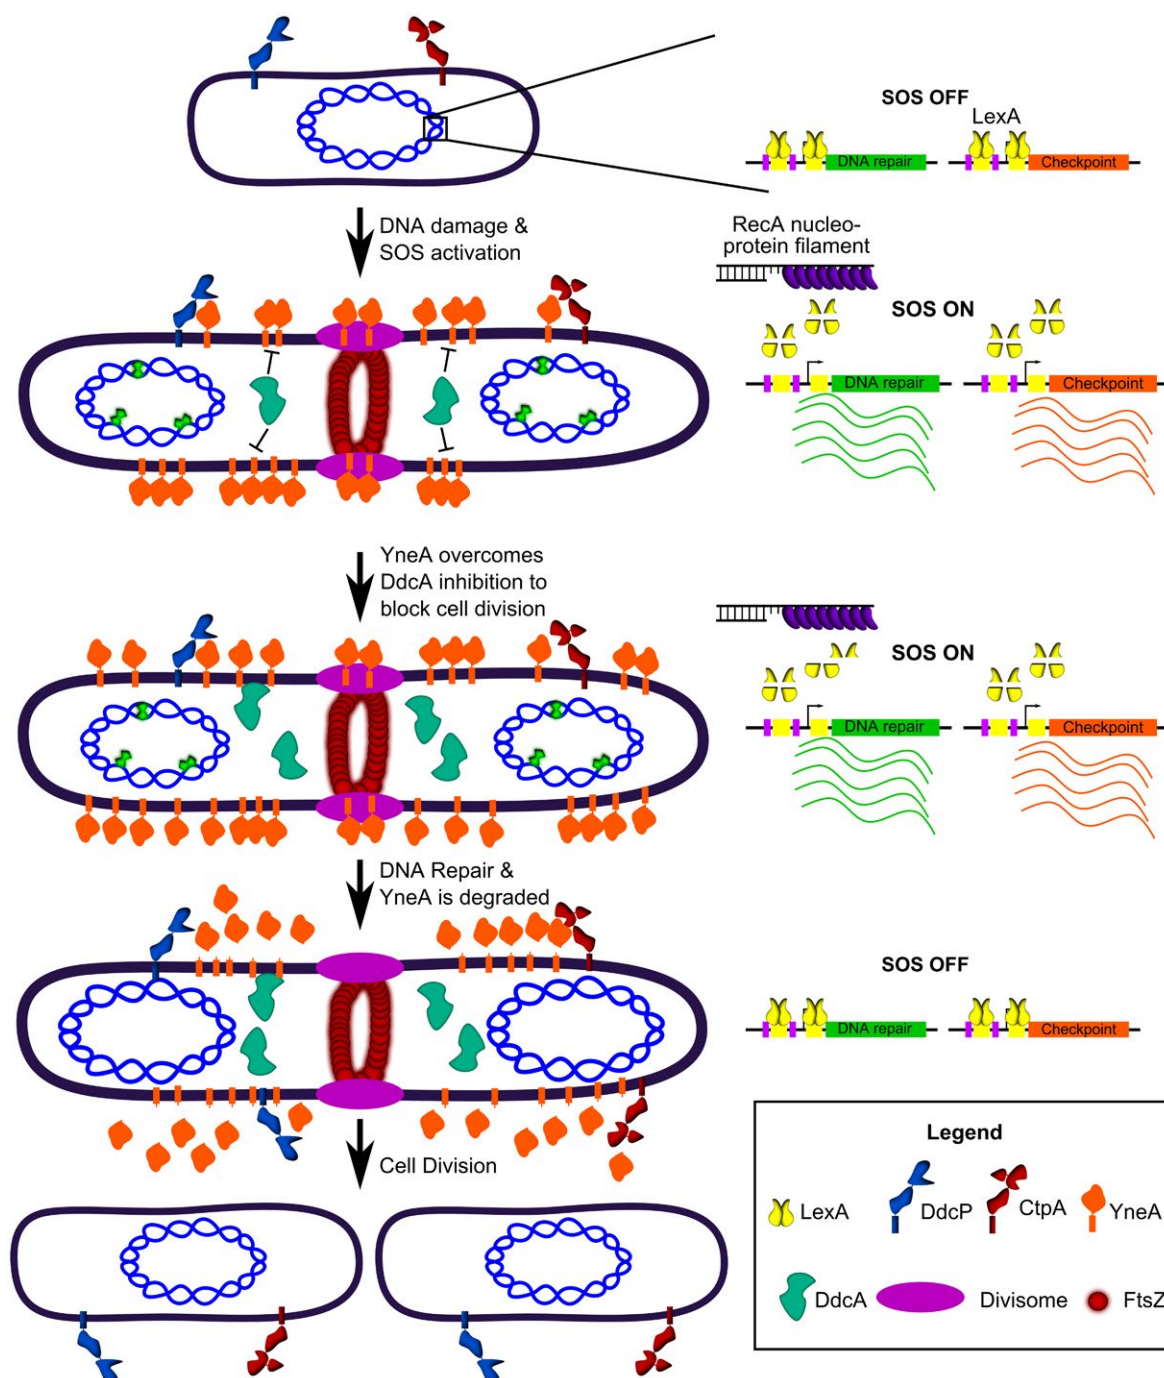 SOS OFF
LexA
DNA repair
Checkpoint
DNA damage &
SOS activation
RecA nucleo-
protein filament
SOS ON
DNA repair
Checkpoint
YneA overcomes
DdcA inhibition to
block cell division
SOS ON
DNA repair
Checkpoint
DNA Repair &
YneA is degraded
SOS OFF
DNA repair
Checkpoint
Cell Division
Legend
LexA
DdcP
CtpA
YneA
DdcA
Divisome
FtsZ